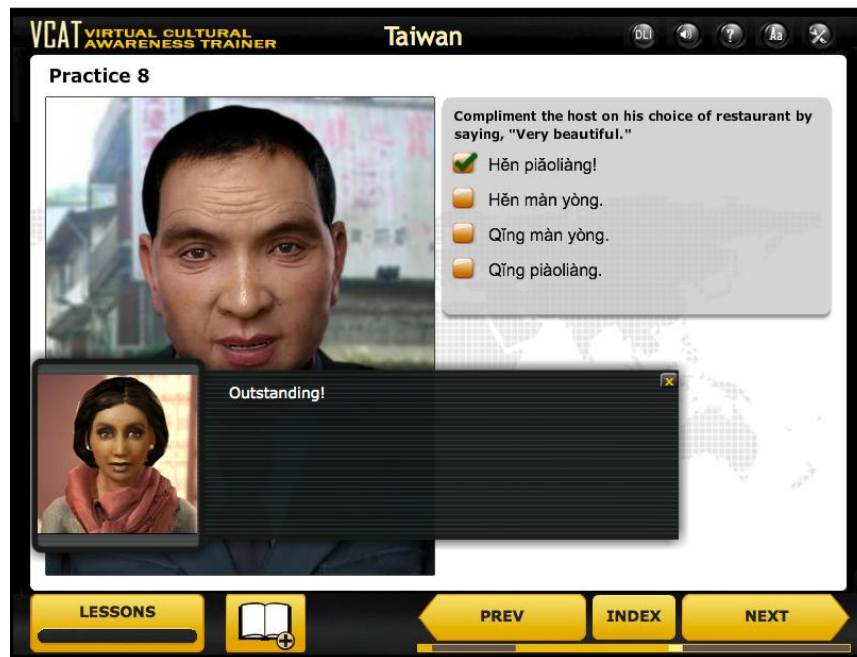 VCAT VIRTUAL CULTURAL
AWARENESS TRAINER
Taiwan
DLI
?
Aa
Practice 8
Compliment the host on his choice of restaurant by
saying, "Very beautiful."
Hěn piǎoliàng!
Hěn màn yòng.
Qǐng màn yòng.
Qǐng piàoliàng.
Outstanding!
x
LESSONS
PREV
INDEX
NEXT